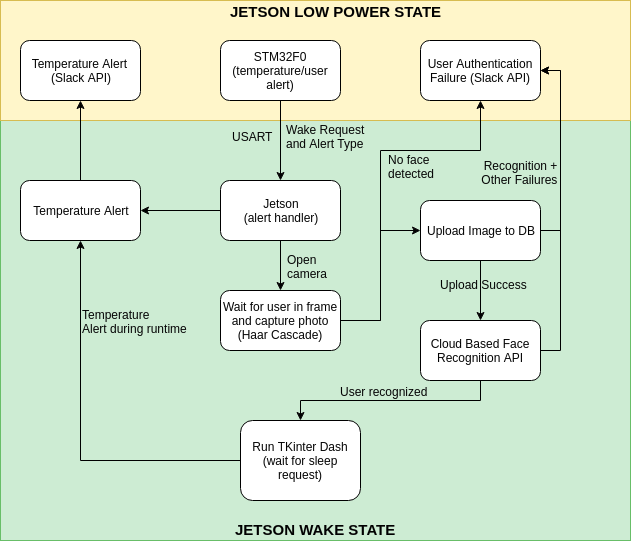 JETSON LOW POWER STATE
Temperature Alert
(Slack API)
STM32F0
(temperature/user
alert)
User Authentication
Failure (Slack API)
USART
Wake Request
and Alert Type
No face
detected
Recognition +
Other Failures
Temperature Alert
Jetson
(alert handler)
Upload Image to DB
Open
camera
Upload Success
Wait for user in frame
and capture photo
(Haar Cascade)
Temperature
Alert during runtime
Cloud Based Face
Recognition API
User recognized
Run TKinter Dash
(wait for sleep
request)
JETSON WAKE STATE